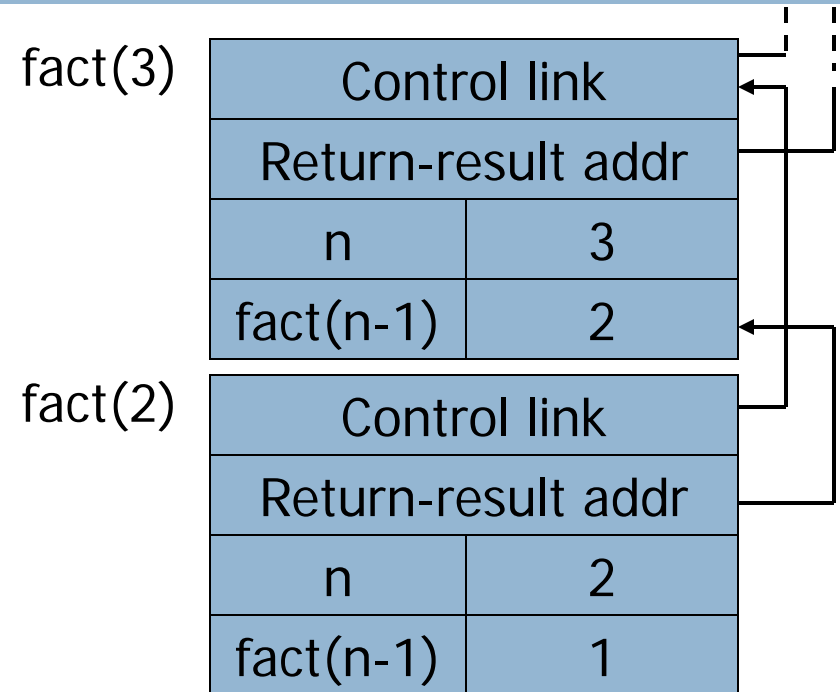 fact(3)
Control link
Return-result addr
n 3
fact(n-1) 2
fact(2)
Control link
Return-result addr
n 2
fact(n-1) 1